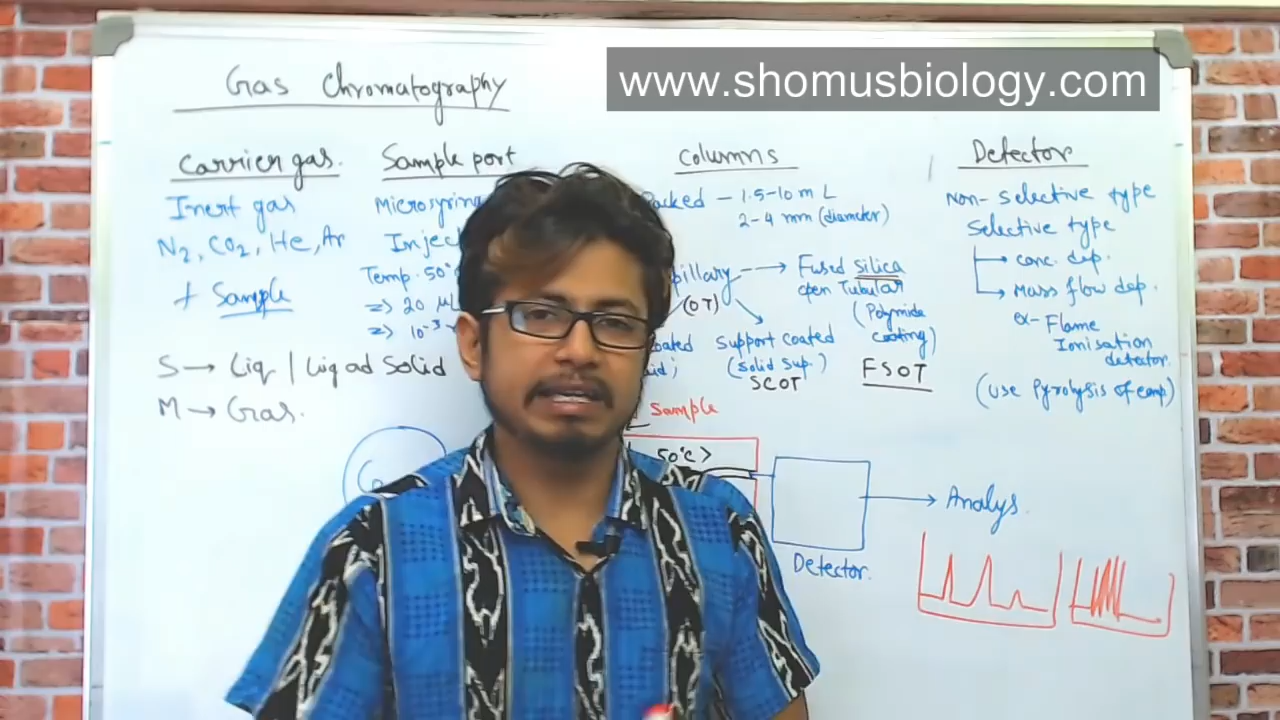 www.shomusbiology.com
Gas Chromatography
Carrier gas.
Inert gas
N2, CO2, He, Ar
+ Sample
S → Liq / Liq ad Solid
M → Gas.
Sample port
Temp. 50°
=> 20 µL
=> 10-3
Columns
Packed - 1.5-10 m L
2-4 mm (diameter)
(OT)
Fused silica
open Tubular
(Polymide
coating)
FSOT
Support coated
(solid sup.)
SCOT
Detector
Non-selective type
Selective type
conc. dep.
Mass flow dep.
ex- Flame
Ionisation
detector.
(use Pyrolysis of comp)
Sample
50°c >
Detector.
Analys.